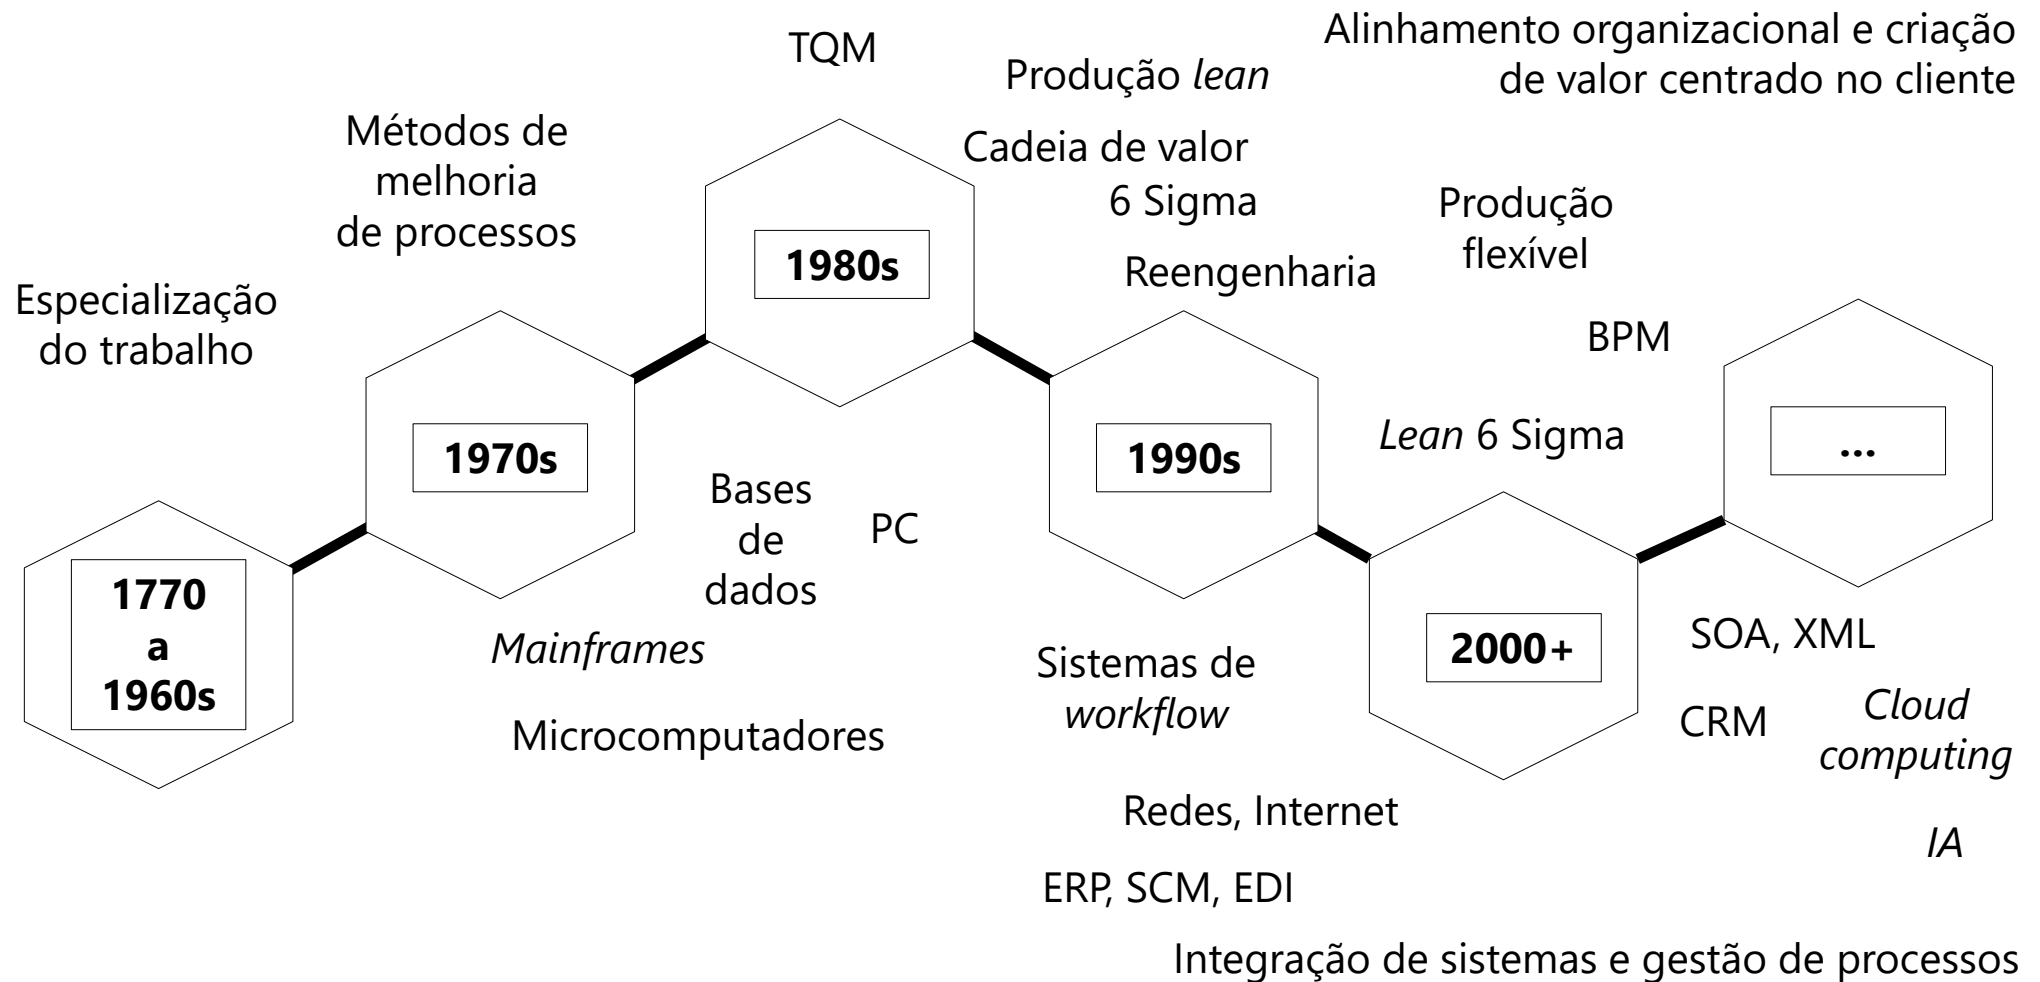 TQM
Produção lean
Alinhamento organizacional e criação
de valor centrado no cliente
Métodos de
melhoria
de processos
Cadeia de valor
6 Sigma
Reengenharia
Produção
flexível
Especialização
do trabalho
BPM
Lean 6 Sigma
1770
a
1960s
1970s
1980s
1990s
2000+
...
Bases
de
dados
PC
Mainframes
Microcomputadores
Sistemas de
workflow
Redes, Internet
ERP, SCM, EDI
SOA, XML
CRM
Cloud
computing
IA
Integração de sistemas e gestão de processos